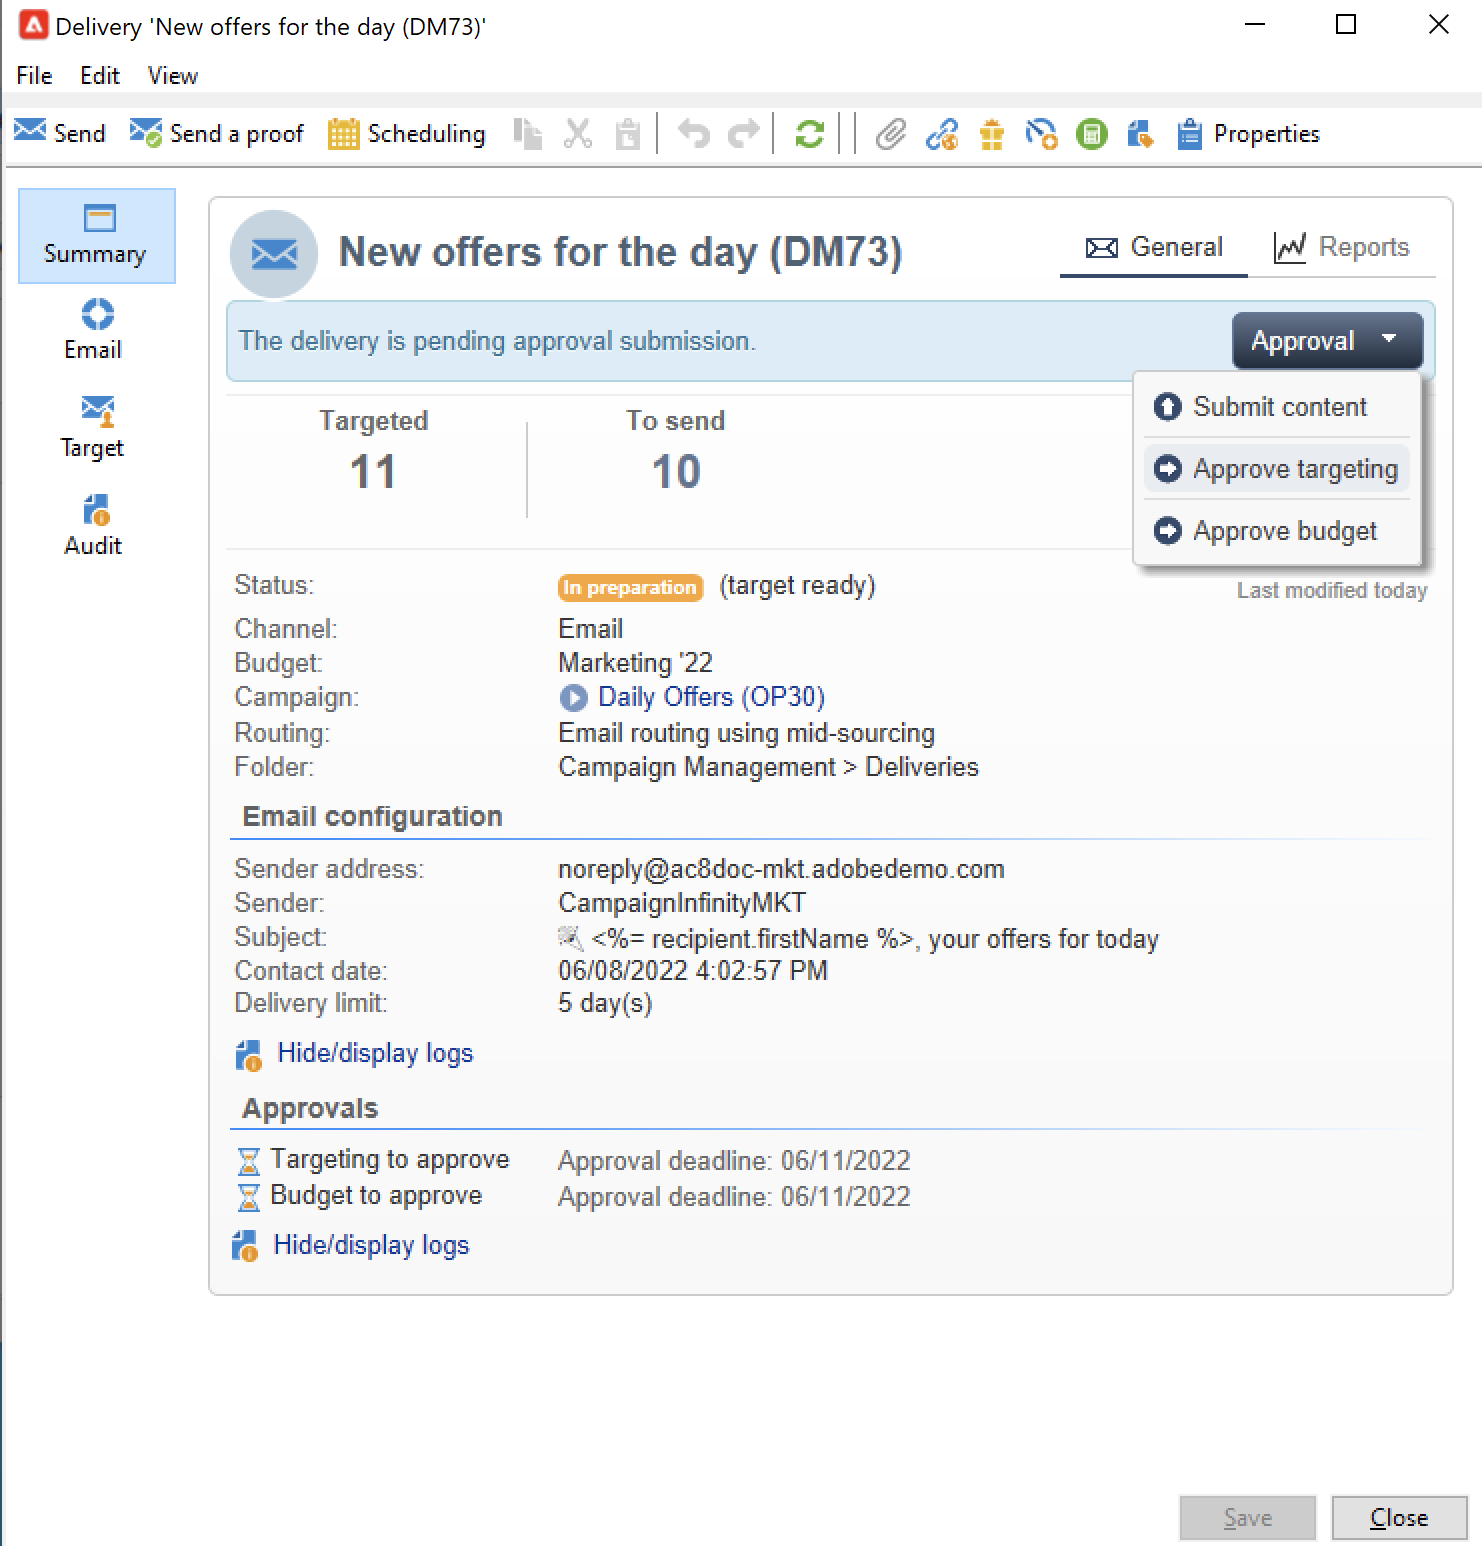 Delivery 'New offers for the day (DM73)'
File Edit View
Send Send a proof Scheduling Properties
Summary
Email
Target
Audit
New offers for the day (DM73)
General Reports
The delivery is pending approval submission.
Approval
Submit content
Approve targeting
Approve budget
Targeted To send
11 10
Status: In preparation (target ready)
Last modified today
Channel: Email
Budget: Marketing '22
Campaign: Daily Offers (OP30)
Routing: Email routing using mid-sourcing
Folder: Campaign Management > Deliveries
Email configuration
Sender address: noreply@ac8doc-mkt.adobedemo.com
Sender: CampaignInfinityMKT
Subject: <%= recipient.firstName %>, your offers for today
Contact date: 06/08/2022 4:02:57 PM
Delivery limit: 5 day(s)
Hide/display logs
Approvals
Targeting to approve Approval deadline: 06/11/2022
Budget to approve Approval deadline: 06/11/2022
Hide/display logs
Save Close